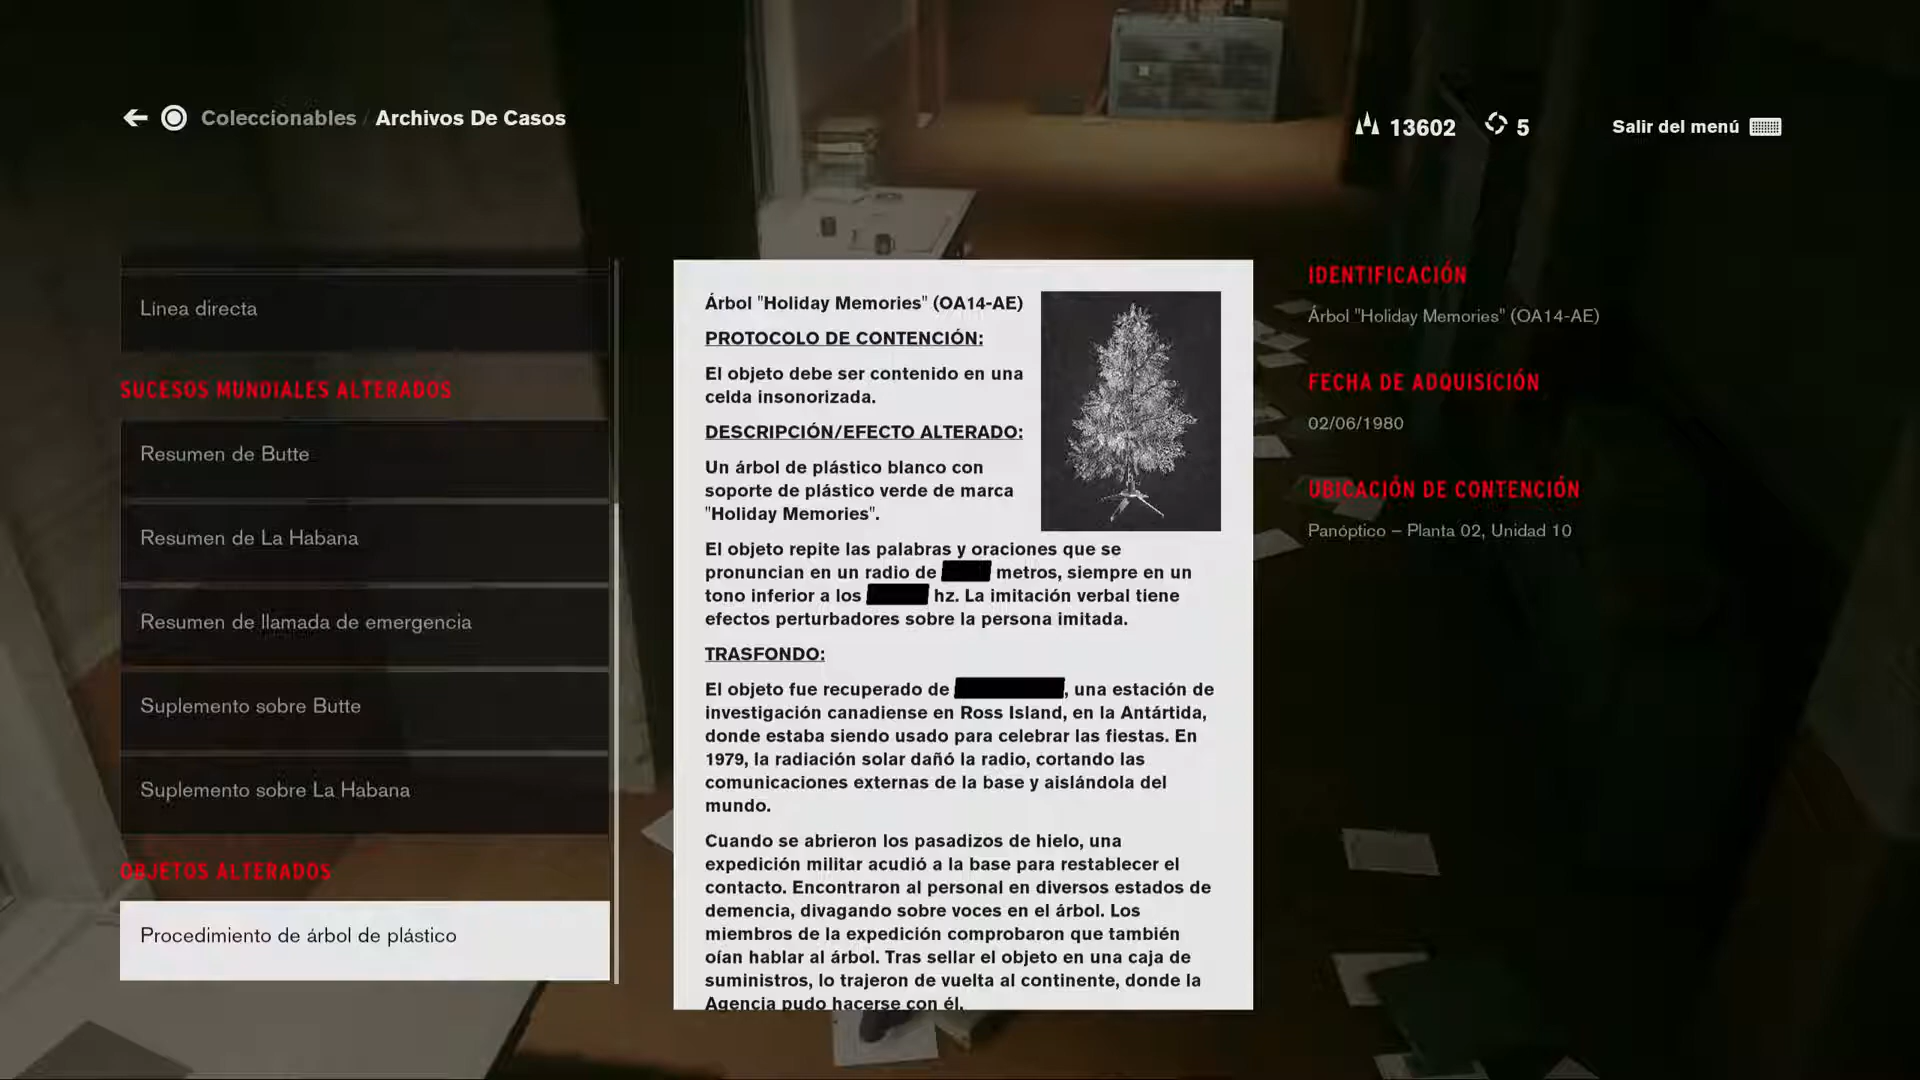 Coleccionables / Archivos De Casos
13602
5
Salir del menú
Línea directa
SUCESOS MUNDIALES ALTERADOS
Resumen de Butte
Resumen de La Habana
Resumen de llamada de emergencia
Suplemento sobre Butte
Suplemento sobre La Habana
OBJETOS ALTERADOS
Procedimiento de árbol de plástico
Árbol "Holiday Memories" (OA14-AE)
PROTOCOLO DE CONTENCIÓN:
El objeto debe ser contenido en una
celda insonorizada.
DESCRIPCIÓN/EFECTO ALTERADO:
Un árbol de plástico blanco con
soporte de plástico verde de marca
"Holiday Memories".
El objeto repite las palabras y oraciones que se
pronuncian en un radio de metros, siempre en un
tono inferior a los hz. La imitación verbal tiene
efectos perturbadores sobre la persona imitada.
TRASFONDO:
El objeto fue recuperado de , una estación de
investigación canadiense en Ross Island, en la Antártida,
donde estaba siendo usado para celebrar las fiestas. En
1979, la radiación solar dañó la radio, cortando las
comunicaciones externas de la base y aislándola del
mundo.
Cuando se abrieron los pasadizos de hielo, una
expedición militar acudió a la base para restablecer el
contacto. Encontraron al personal en diversos estados de
demencia, divagando sobre voces en el árbol. Los
miembros de la expedición comprobaron que también
oían hablar al árbol. Tras sellar el objeto en una caja de
suministros, lo trajeron de vuelta al continente, donde la
Agencia pudo hacerse con él.
IDENTIFICACIÓN
Árbol "Holiday Memories" (OA14-AE)
FECHA DE ADQUISICIÓN
02/06/1980
UBICACIÓN DE CONTENCIÓN
Panóptico – Planta 02, Unidad 10